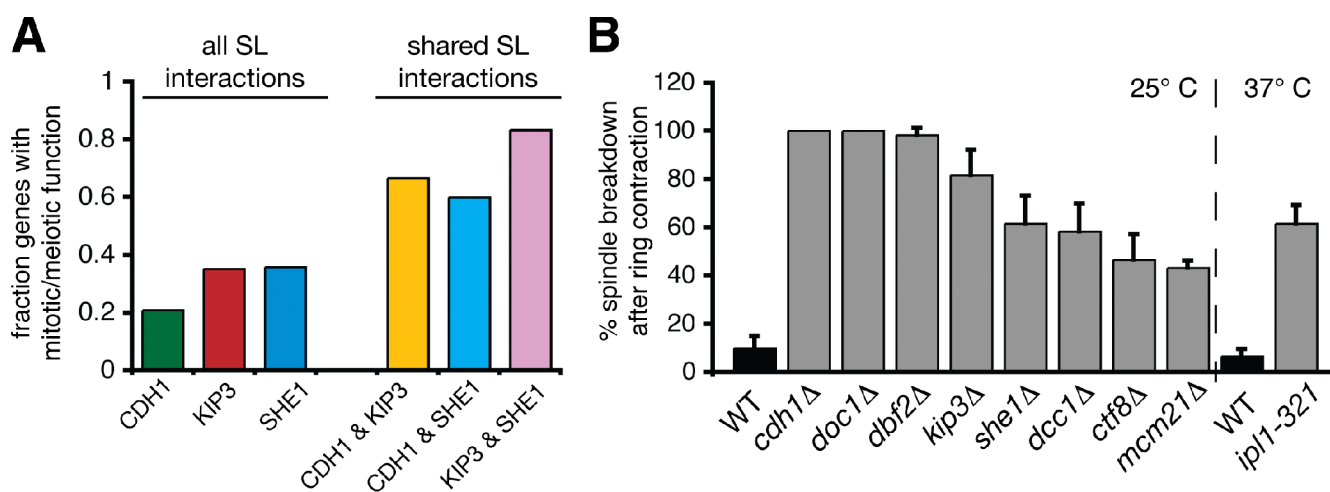 A
all SL
interactions
shared SL
interactions
fraction genes with
mitotic/meiotic function
1
0.8
0.6
0.4
0.2
0
CDH1
KIP3
SHE1
CDH1 & KIP3
CDH1 & SHE1
KIP3 & SHE1
B
25° C
37° C
% spindle breakdown
after ring contraction
120
100
80
60
40
20
0
WT
cdh1Δ
doc1Δ
dbf2Δ
kip3Δ
she1Δ
dcc1Δ
ctf8Δ
mcm21Δ
WT
ipl1-321